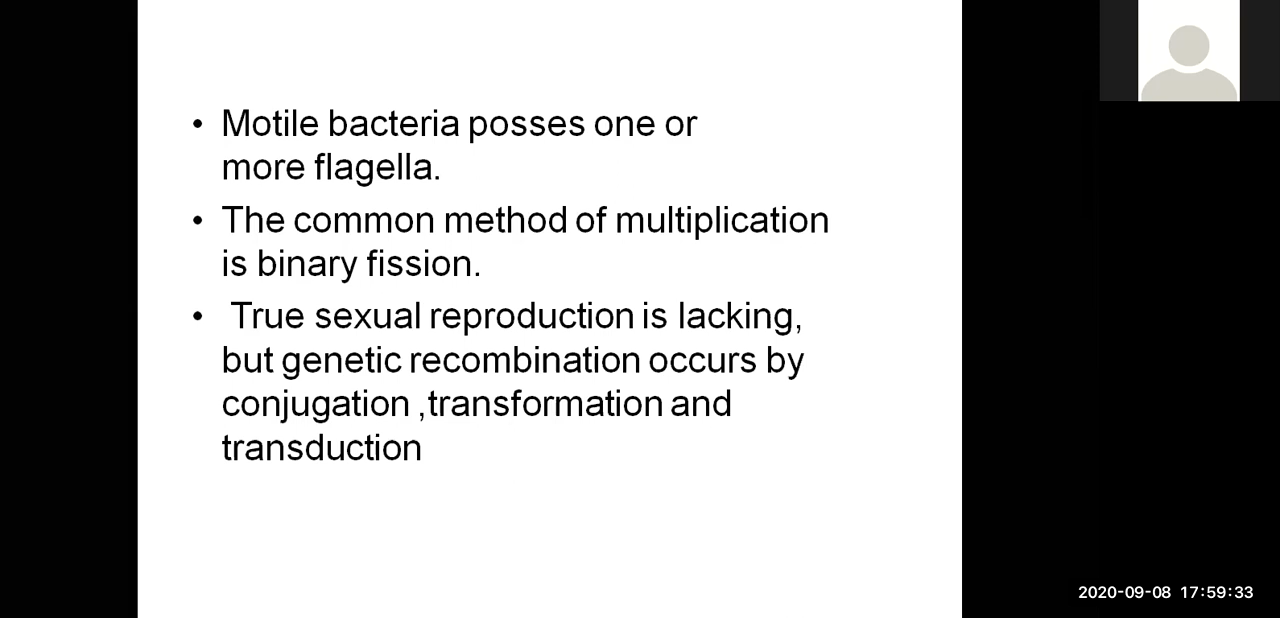 • Motile bacteria posses one or
more flagella.
• The common method of multiplication
is binary fission.
• True sexual reproduction is lacking,
but genetic recombination occurs by
conjugation ,transformation and
transduction
2020-09-08 17:59:33